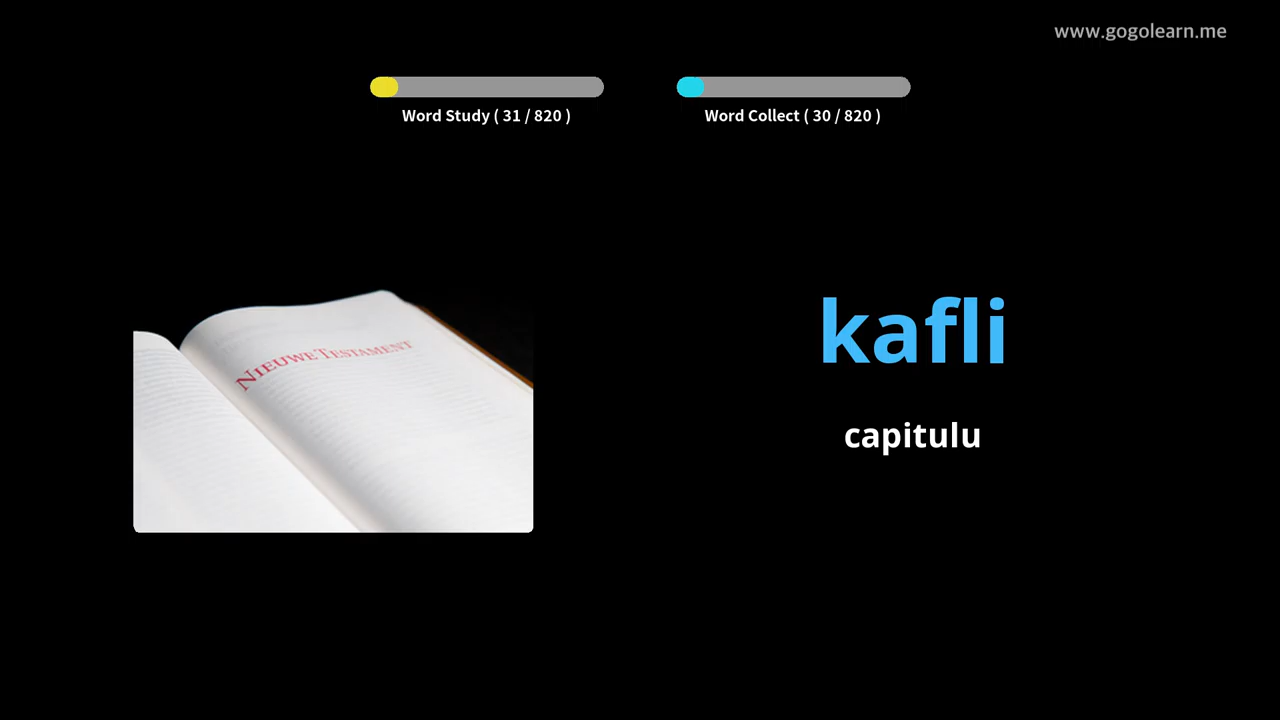 www.gogolearn.me
Word Study ( 31 / 820 )
Word Collect ( 30 / 820 )
NIEUWE TESTAMENT
kafli
capitulu